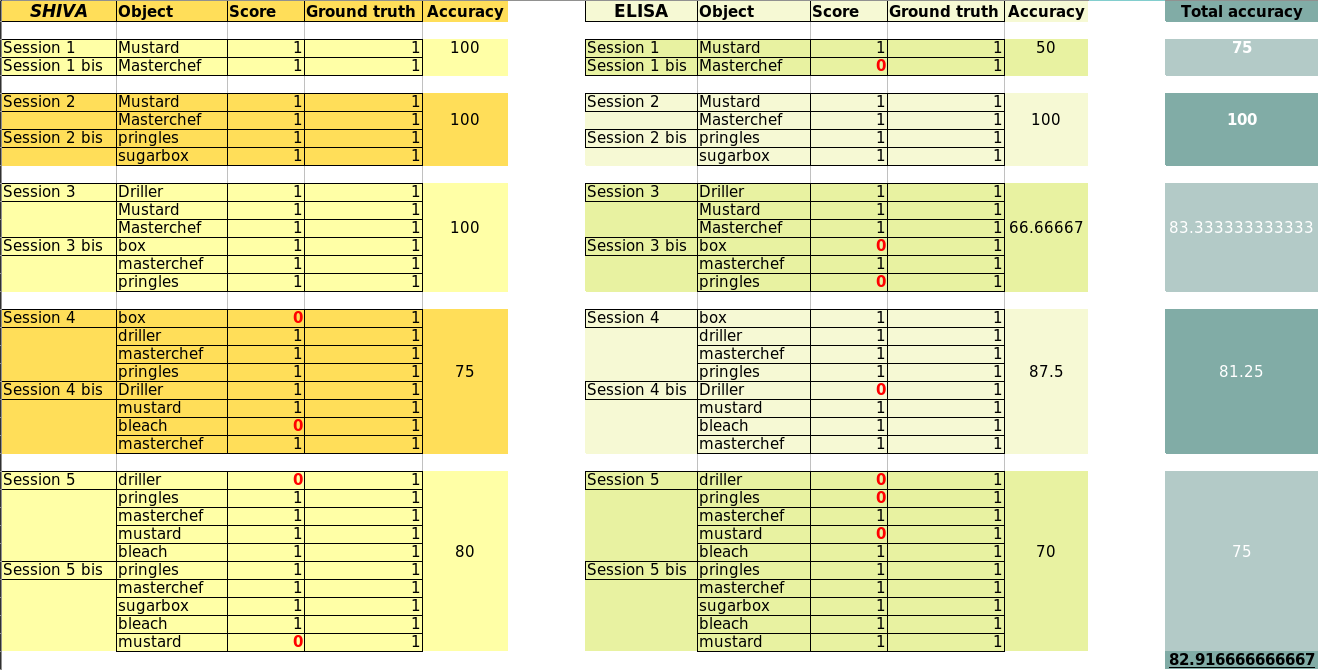 SHIVA Object Score Ground truth Accuracy ELISA Object Score Ground truth Accuracy Total accuracy
Session 1 Mustard 1 1 100 Session 1 Mustard 1 1 50 75
Session 1 bis Masterchef 1 1 Session 1 bis Masterchef 0 1
Session 2 Mustard 1 1 Session 2 Mustard 1 1
Masterchef 1 1 100 Masterchef 1 1 100 100
Session 2 bis pringles 1 1 Session 2 bis pringles 1 1
sugarbox 1 1 sugarbox 1 1
Session 3 Driller 1 1 Session 3 Driller 1 1
Mustard 1 1 Mustard 1 1
Masterchef 1 1 100 Masterchef 1 1 66.66667 83.333333333333
Session 3 bis box 1 1 Session 3 bis box 0 1
masterchef 1 1 masterchef 1 1
pringles 1 1 pringles 0 1
Session 4 box 0 1 Session 4 box 1 1
driller 1 1 driller 1 1
masterchef 1 1 masterchef 1 1
pringles 1 1 75 pringles 1 1 87.5 81.25
Session 4 bis Driller 1 1 Session 4 bis Driller 0 1
mustard 1 1 mustard 1 1
bleach 0 1 bleach 1 1
masterchef 1 1 masterchef 1 1
Session 5 driller 0 1 Session 5 driller 0 1
pringles 1 1 pringles 0 1
masterchef 1 1 masterchef 1 1
mustard 1 1 mustard 0 1
bleach 1 1 80 bleach 1 1 70 75
Session 5 bis pringles 1 1 Session 5 bis pringles 1 1
masterchef 1 1 masterchef 1 1
sugarbox 1 1 sugarbox 1 1
bleach 1 1 bleach 1 1
mustard 0 1 mustard 1 1
82.916666666667